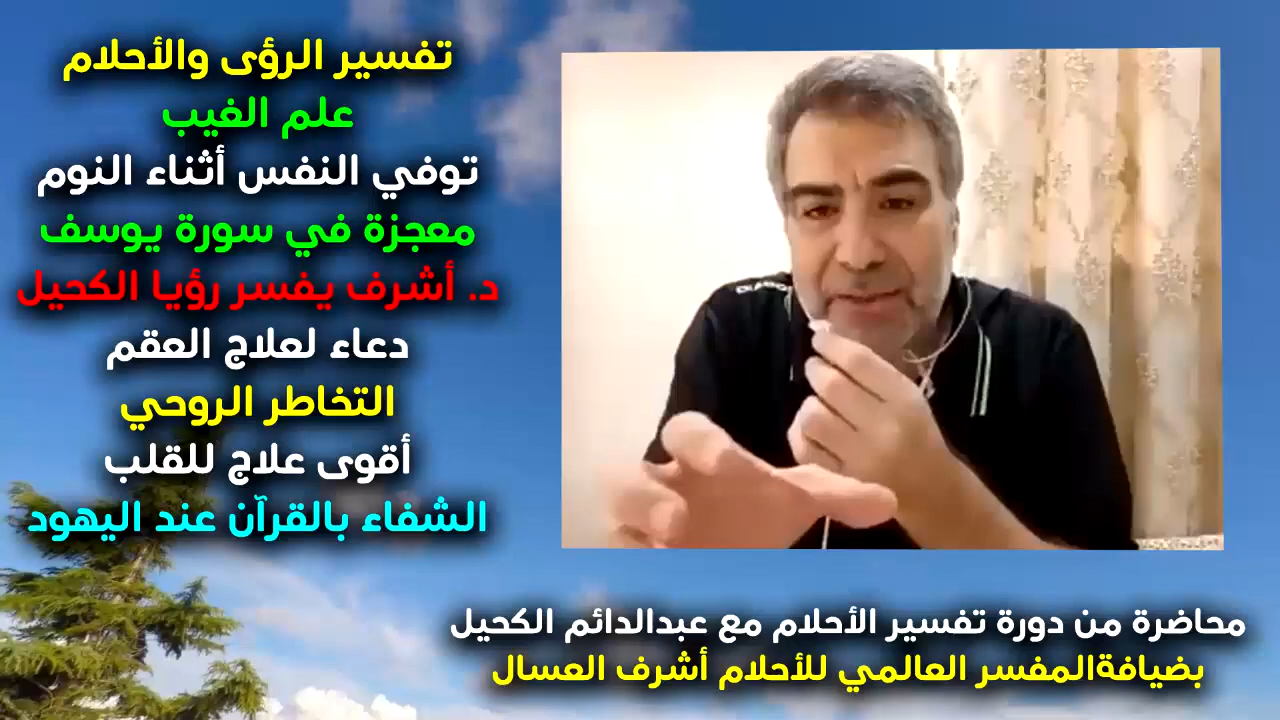 تفسير الرؤى والأحلام
علم الغيب
توفي النفس أثناء النوم
معجزة في سورة يوسف
د. أشرف يفسر رؤيا الكحيل
دعاء لعلاج العقم
التخاطر الروحي
أقوى علاج للقلب
الشفاء بالقرآن عند اليهود
محاضرة من دورة تفسير الأحلام مع عبدالدائم الكحيل
بضيافةالمفسر العالمي للأحلام أشرف العسال